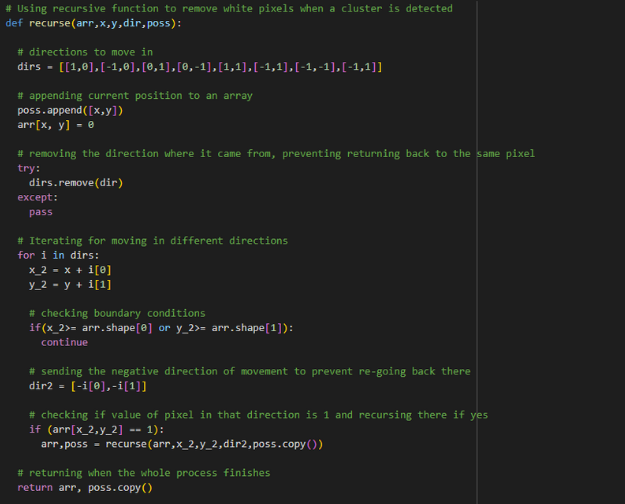 # Using recursive function to remove white pixels when a cluster is detected
def recurse(arr,x,y,dir,poss):
# directions to move in
dirs = [[1,0],[-1,0],[0,1],[0,-1],[1,1],[-1,1],[-1,-1],[-1,1]]
# appending current position to an array
poss.append([x,y])
arr[x, y] = 0
# removing the direction where it came from, preventing returning back to the same pixel
try:
dirs.remove(dir)
except:
pass
# Iterating for moving in different directions
for i in dirs:
x_2 = x + i[0]
y_2 = y + i[1]
# checking boundary conditions
if(x_2>= arr.shape[0] or y_2>= arr.shape[1]):
continue
# sending the negative direction of movement to prevent re-going back there
dir2 = [-i[0],-i[1]]
# checking if value of pixel in that direction is 1 and recursing there if yes
if (arr[x_2,y_2] == 1):
arr,poss = recurse(arr,x_2,y_2,dir2,poss.copy())
# returning when the whole process finishes
return arr, poss.copy()